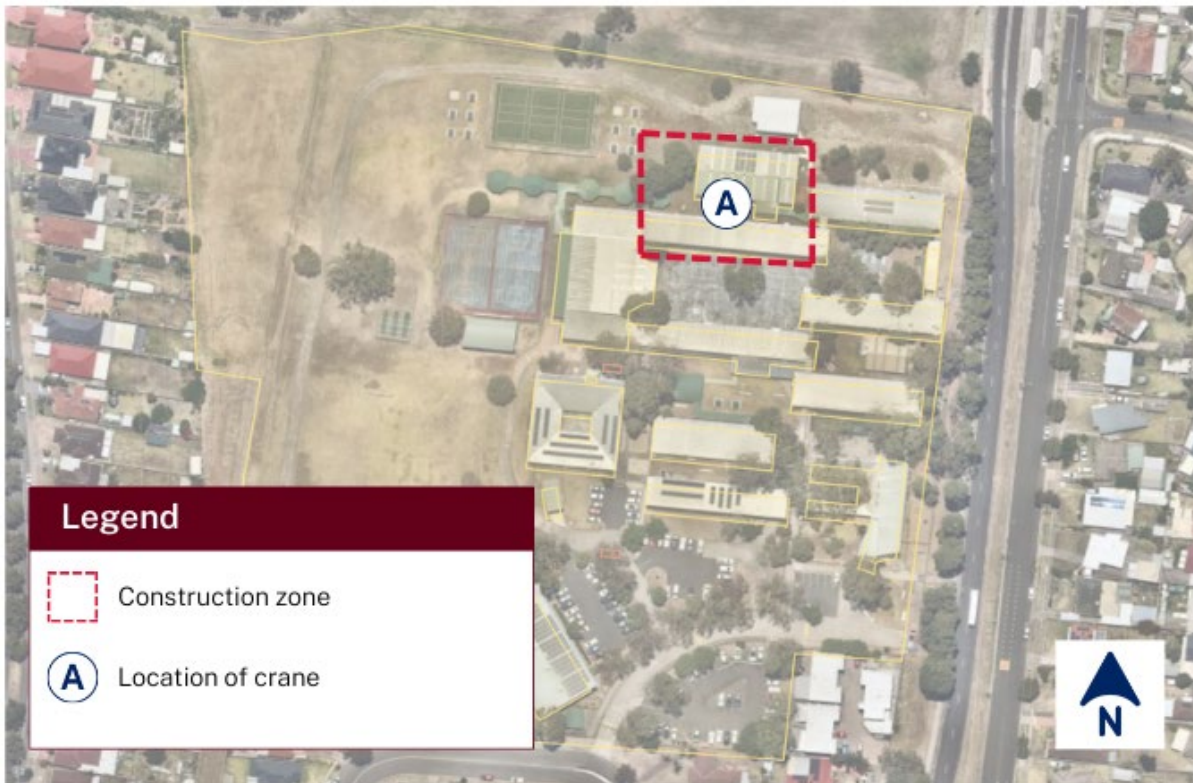 A
Legend
Construction zone
A Location of crane
N